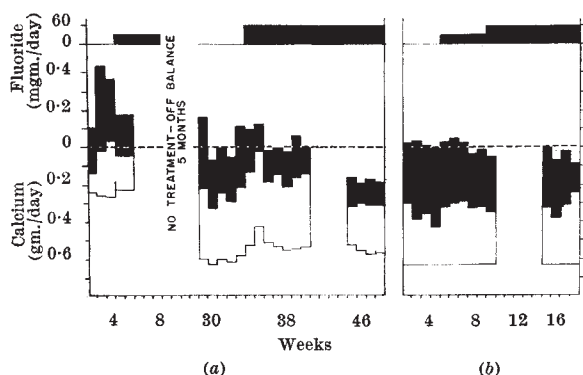 Fluoride
(mgm./day)
60
0
0·4
0·2
0
0·2
0·4
0·6
Calcium
(gm./day)
NO TREATMENT–OFF BALANCE
5 MONTHS
4 8 30 38 46 4 8 12 16
Weeks
(a) (b)